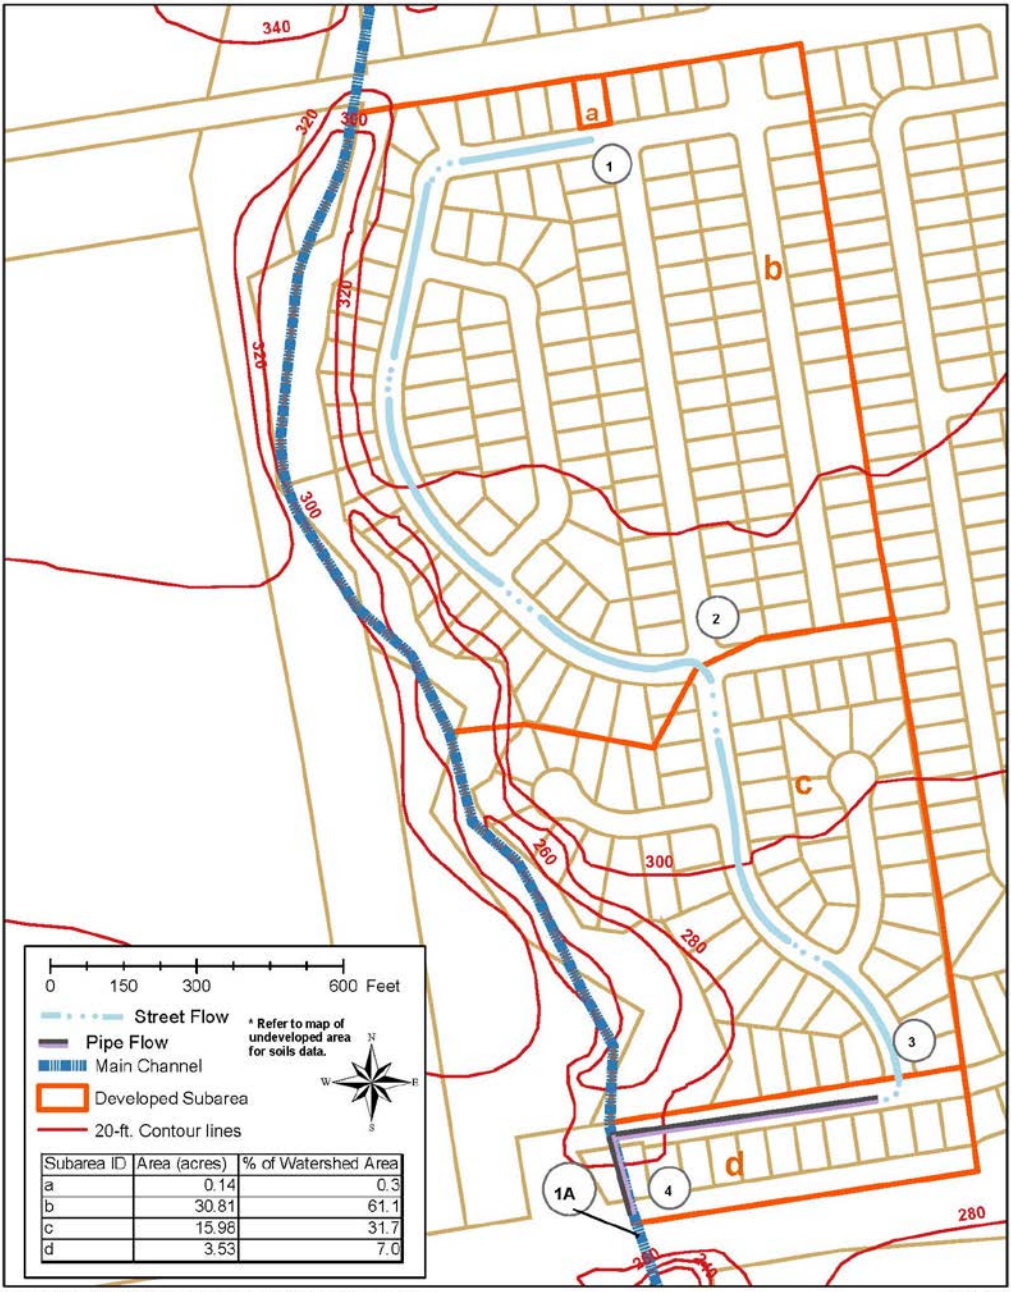 340
320
300
a
1
b
320
320
300
2
c
260
300
280
3
d
1A
4
280
240
0 150 300 600 Feet
Street Flow
Pipe Flow
Main Channel
Developed Subarea
20-ft. Contour lines
* Refer to map of
undeveloped area
for soils data.
N
W E
S
Subarea ID Area (acres) % of Watershed Area
a 0.14 0.3
b 30.81 61.1
c 15.98 31.7
d 3.53 7.0